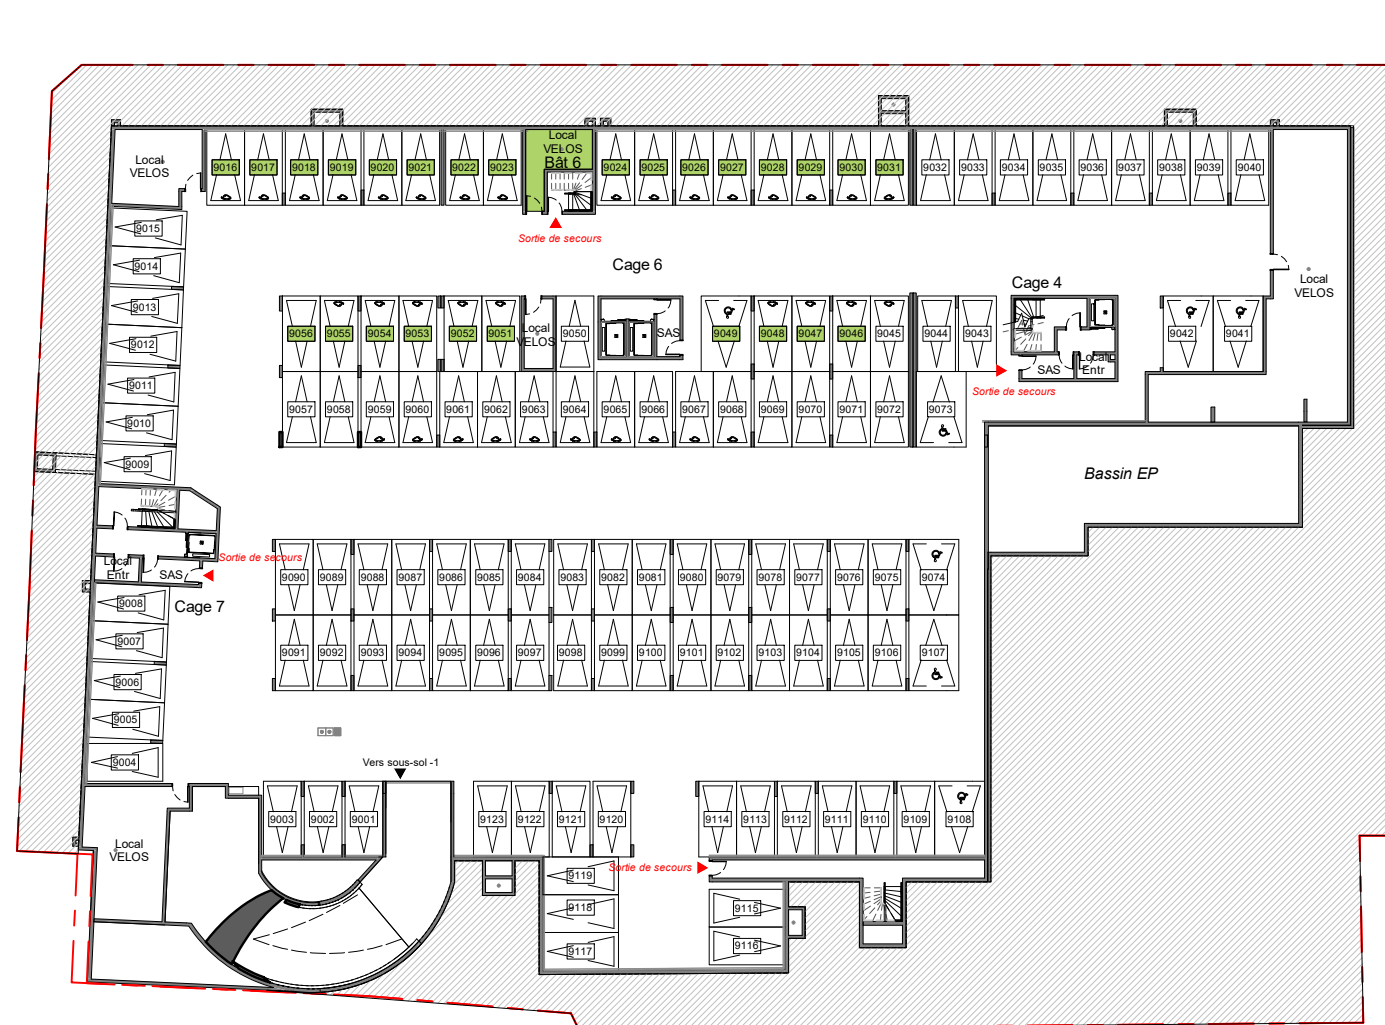 Local
VELOS
9016 9017 9018 9019 9020 9021 9022 9023
Local
VELOS
Bât 6
9024 9025 9026 9027 9028 9029 9030 9031 9032 9033 9034 9035 9036 9037 9038 9039 9040
Sortie de secours
9015
9014
9013
9012
9011
9010
9009
Cage 6
Cage 4
Local
VELOS
9056 9055 9054 9053 9052 9051
Local
VELOS
9050
SAS
9049 9048 9047 9046 9045 9044 9043
SAS
Local
Entr
9042 9041
Sortie de secours
9057 9058 9059 9060 9061 9062 9063 9064 9065 9066 9067 9068 9069 9070 9071 9072 9073
Bassin EP
Sortie de secours
Local
Entr
SAS
Cage 7
9090 9089 9088 9087 9086 9085 9084 9083 9082 9081 9080 9079 9078 9077 9076 9075 9074
9008
9007
9006
9005
9004
9091 9092 9093 9094 9095 9096 9097 9098 9099 9100 9101 9102 9103 9104 9105 9106 9107
Vers sous-sol -1
9003 9002 9001 9123 9122 9121 9120 9114 9113 9112 9111 9110 9109 9108
Local
VELOS
Sortie de secours
9119
9118
9117
9115
9116